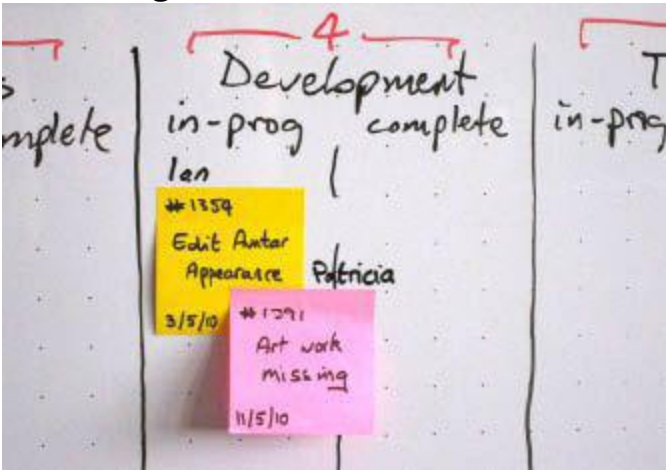 4
Development
mplete
in-prog
complete
in-prog
Ian
#1359
Edit Avatar
Appearance
3/5/10
Patricia
#1291
Art work
missing
11/5/10